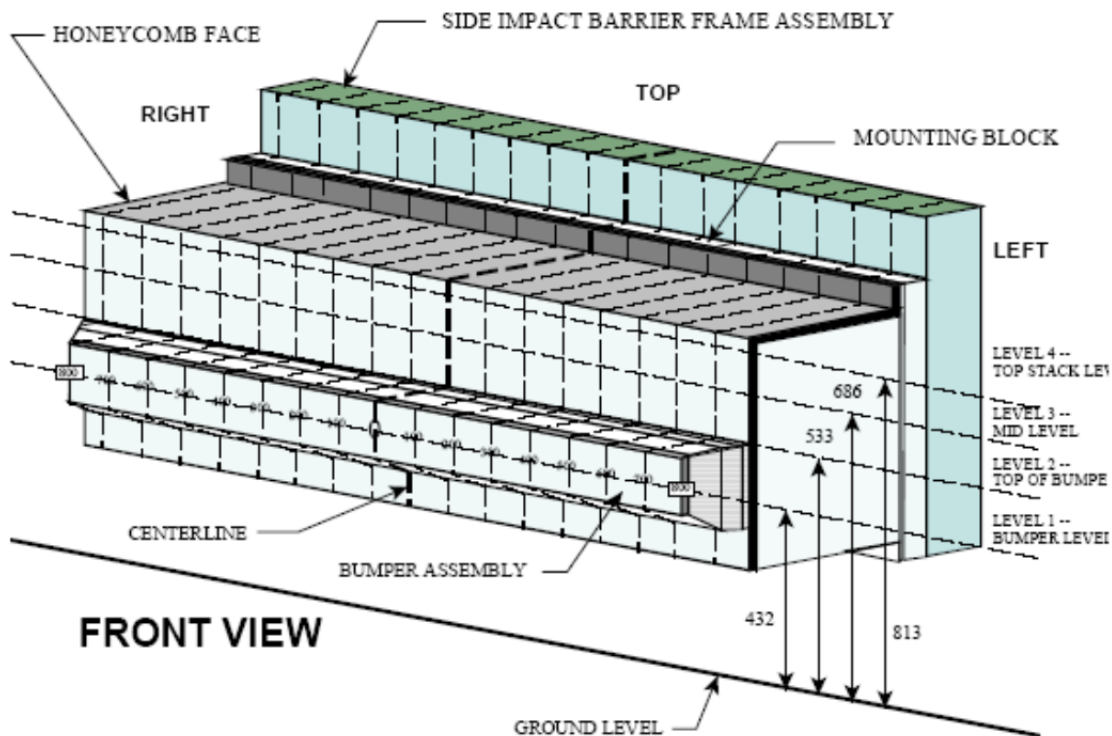 SIDE IMPACT BARRIER FRAME ASSEMBLY
HONEYCOMB FACE
TOP
RIGHT
MOUNTING BLOCK
LEFT
LEVEL 4 --
TOP STACK LEV
686
LEVEL 3 --
MID LEVEL
533
LEVEL 2 --
TOP OF BUMPE
800
800
LEVEL 1 --
BUMPER LEVEL
CENTERLINE
BUMPER ASSEMBLY
432
813
FRONT VIEW
GROUND LEVEL